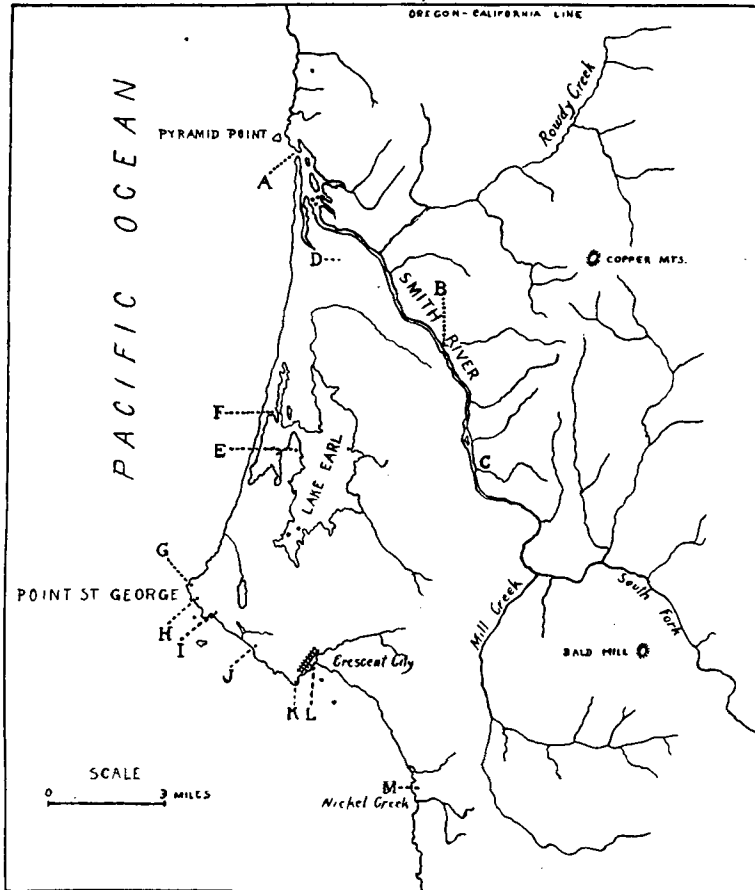 OREGON-CALIFORNIA LINE
Rowdy Creek
PYRAMID POINT
A
PACIFIC OCEAN
D
COPPER MTS.
B
SMITH RIVER
F
E
LAKE EARL
C
G
POINT ST GEORGE
H
I
J
Mill Creek
South Fork
BALD MILL
Crescent City
K L
SCALE
0 3 MILES
M
Nickel Creek